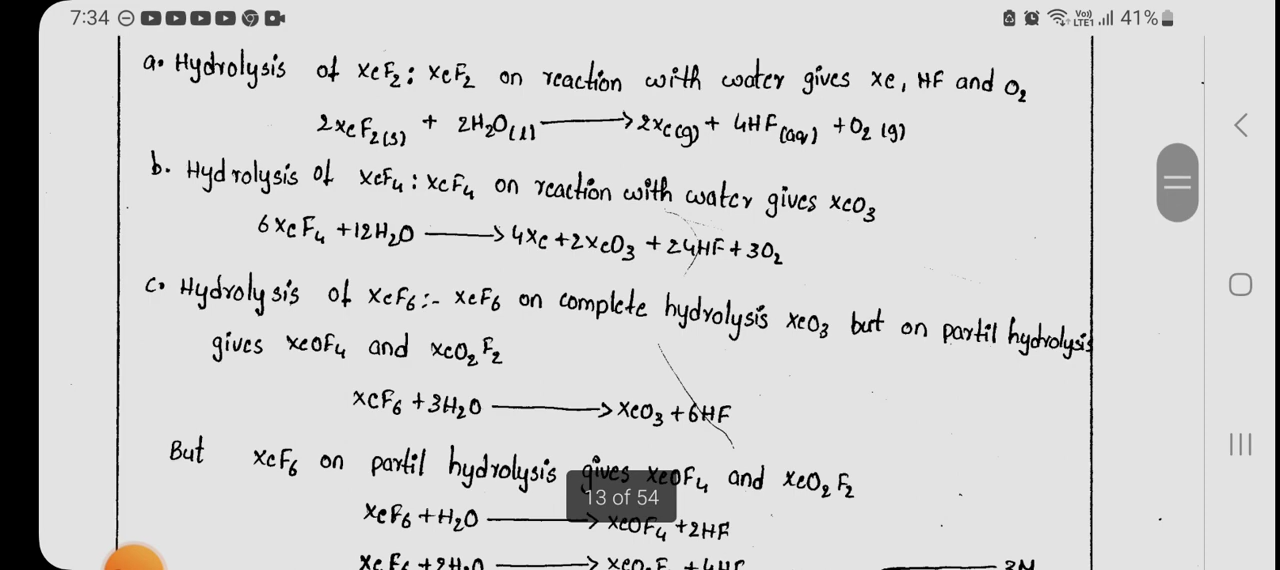 7:34
Vo))
LTE1
41%
a. Hydrolysis of XeF2: XeF2 on reaction with water gives Xe, HF and O2
2XeF2(s) + 2H2O(l) ⟶ 2Xe(g) + 4HF(aq) + O2(g)
b. Hydrolysis of XeF4: XeF4 on reaction with water gives XeO3
6XeF4 + 12H2O ⟶ 4Xe + 2XeO3 + 24HF + 3O2
c. Hydrolysis of XeF6:- XeF6 on complete hydrolysis XeO3 but on partil hydrolysis
gives XeOF4 and XeO2F2
XeF6 + 3H2O ⟶ XeO3 + 6HF
But XeF6 on partil hydrolysis gives XeOF4 and XeO2F2
13 of 54
XeF6 + H2O ⟶ XeOF4 + 2HF